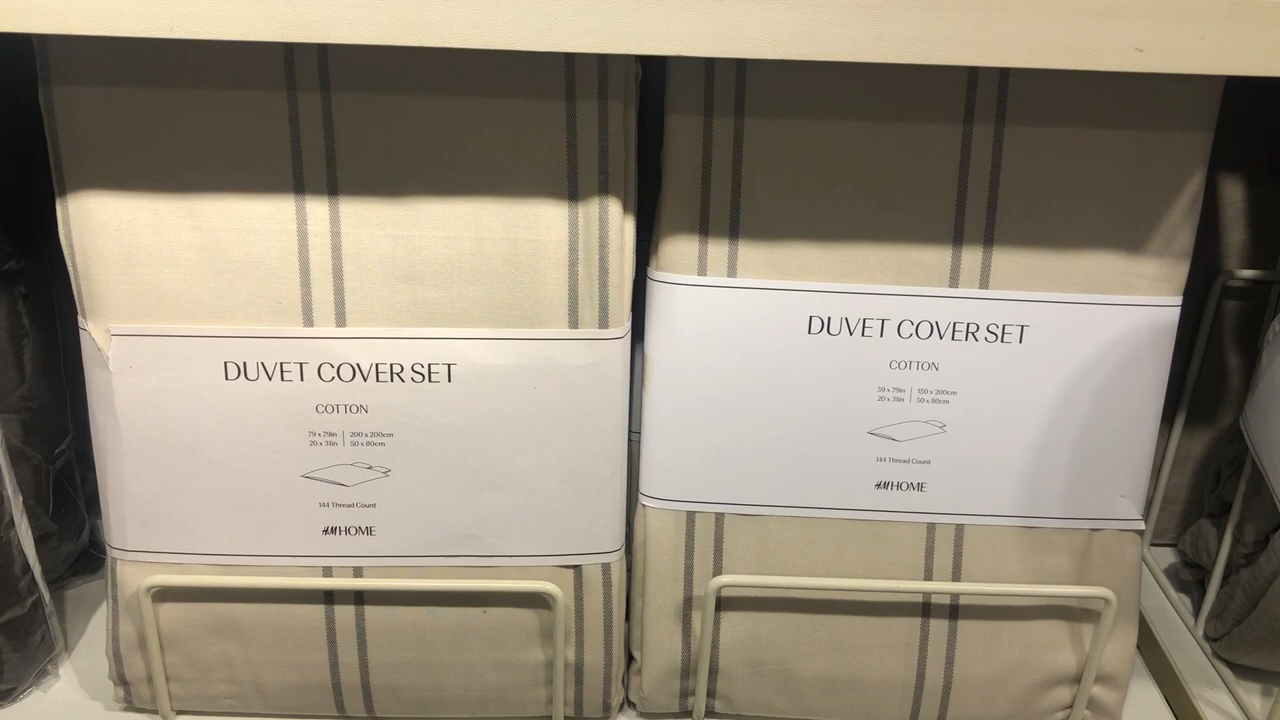 DUVET COVER SET
COTTON
79 x 79in | 200 x 200cm
20 x 31in | 50 x 80cm
144 Thread Count
H&M HOME
DUVET COVER SET
COTTON
59 x 79in | 150 x 200cm
20 x 31in | 50 x 80cm
144 Thread Count
H&M HOME